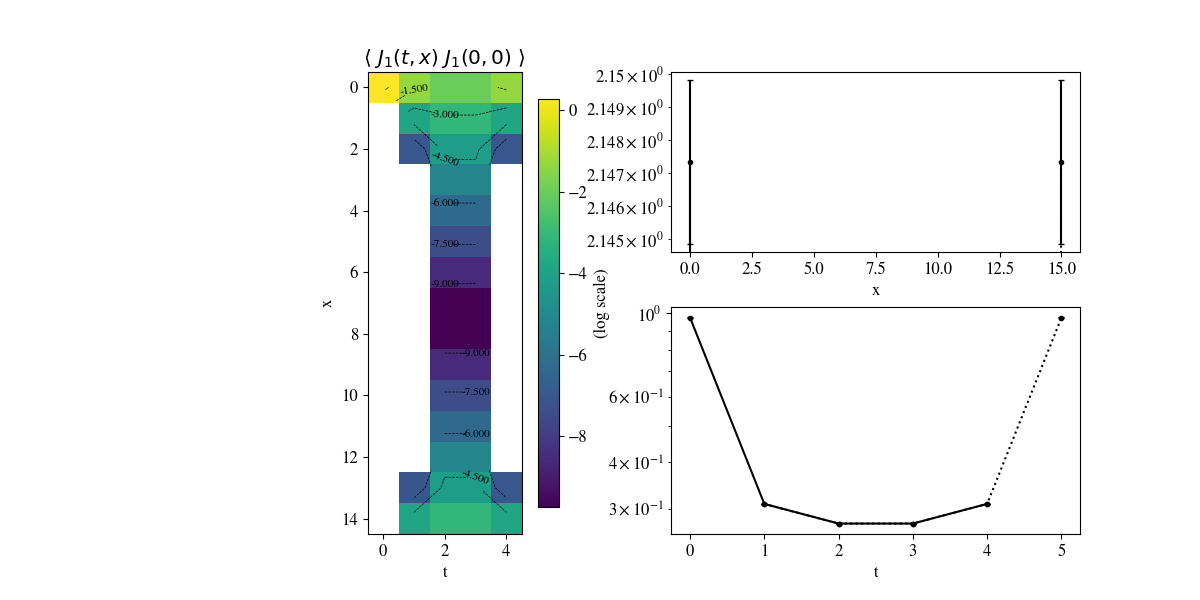 ⟨ J₁(t, x) J₁(0, 0) ⟩
0
2
4
6
8
10
12
14
x
0
2
4
t
-1.500
-3.000
-4.500
-6.000
-7.500
-9.000
-9.000
-7.500
-6.000
-4.500
0
−2
−4
−6
−8
(log scale)
2.15 × 10⁰
2.149 × 10⁰
2.148 × 10⁰
2.147 × 10⁰
2.146 × 10⁰
2.145 × 10⁰
0.0 2.5 5.0 7.5 10.0 12.5 15.0
x
10⁰
6 × 10⁻¹
4 × 10⁻¹
3 × 10⁻¹
0 1 2 3 4 5
t